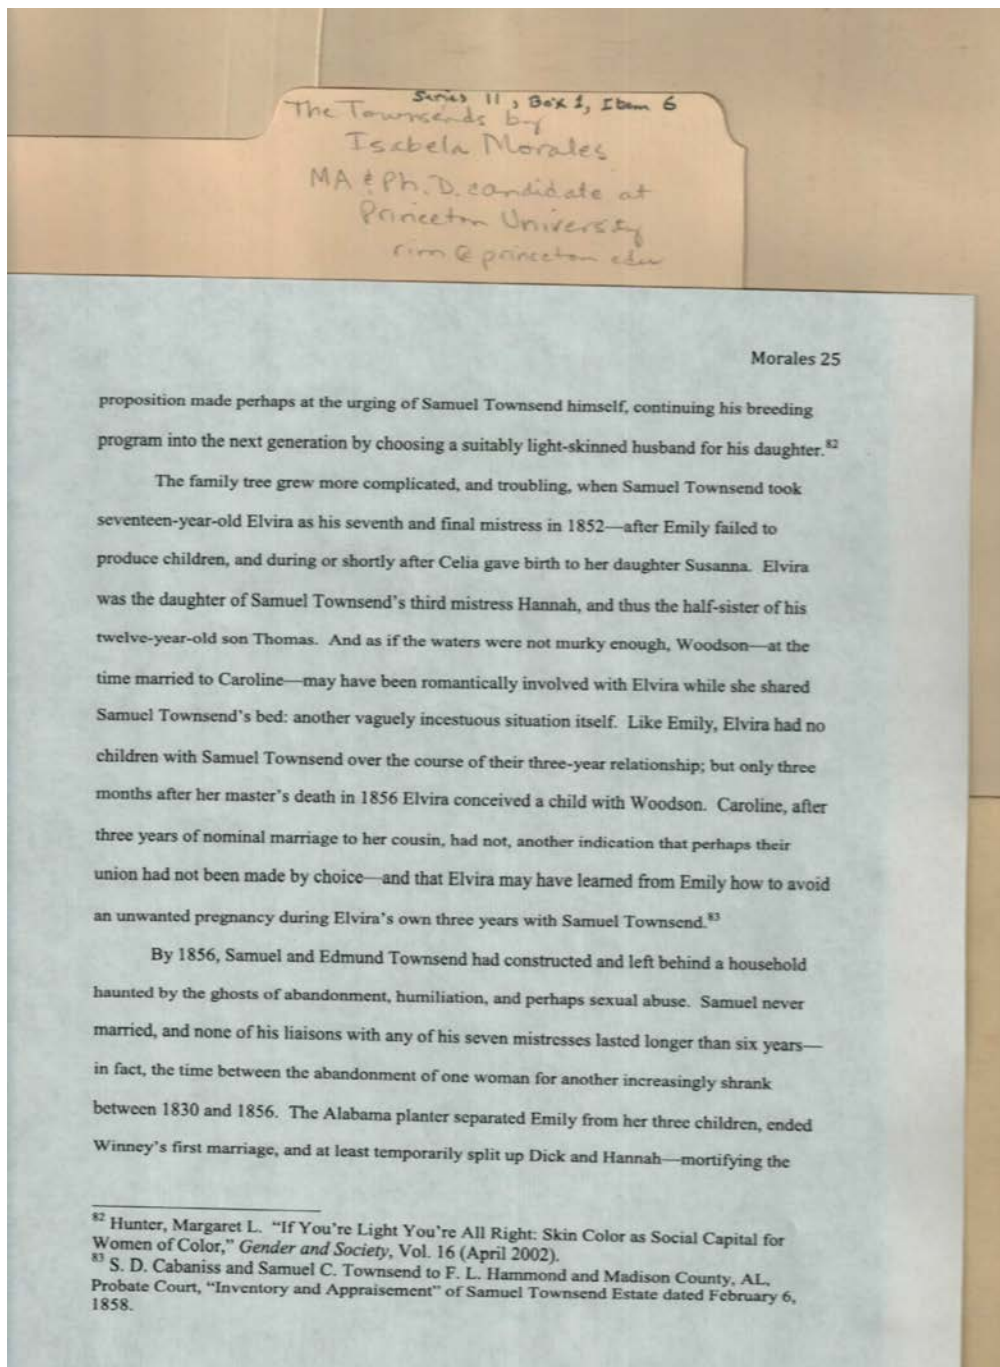 Series 11, Box 1, Item 6
The Townsends by
Isabela Morales
MA & Ph.D. candidate at
Princeton University
rim@princeton edu
Morales 25
proposition made perhaps at the urging of Samuel Townsend himself, continuing his breeding
program into the next generation by choosing a suitably light-skinned husband for his daughter.82
The family tree grew more complicated, and troubling, when Samuel Townsend took
seventeen-year-old Elvira as his seventh and final mistress in 1852—after Emily failed to
produce children, and during or shortly after Celia gave birth to her daughter Susanna.  Elvira
was the daughter of Samuel Townsend's third mistress Hannah, and thus the half-sister of his
twelve-year-old son Thomas.  And as if the waters were not murky enough, Woodson—at the
time married to Caroline—may have been romantically involved with Elvira while she shared
Samuel Townsend's bed: another vaguely incestuous situation itself.  Like Emily, Elvira had no
children with Samuel Townsend over the course of their three-year relationship; but only three
months after her master's death in 1856 Elvira conceived a child with Woodson.  Caroline, after
three years of nominal marriage to her cousin, had not, another indication that perhaps their
union had not been made by choice—and that Elvira may have learned from Emily how to avoid
an unwanted pregnancy during Elvira's own three years with Samuel Townsend.83
By 1856, Samuel and Edmund Townsend had constructed and left behind a household
haunted by the ghosts of abandonment, humiliation, and perhaps sexual abuse.  Samuel never
married, and none of his liaisons with any of his seven mistresses lasted longer than six years—
in fact, the time between the abandonment of one woman for another increasingly shrank
between 1830 and 1856.  The Alabama planter separated Emily from her three children, ended
Winney's first marriage, and at least temporarily split up Dick and Hannah—mortifying the
82 Hunter, Margaret L.  "If You're Light You're All Right: Skin Color as Social Capital for
Women of Color," Gender and Society, Vol. 16 (April 2002).
83 S. D. Cabaniss and Samuel C. Townsend to F. L. Hammond and Madison County, AL,
Probate Court, "Inventory and Appraisement" of Samuel Townsend Estate dated February 6,
1858.